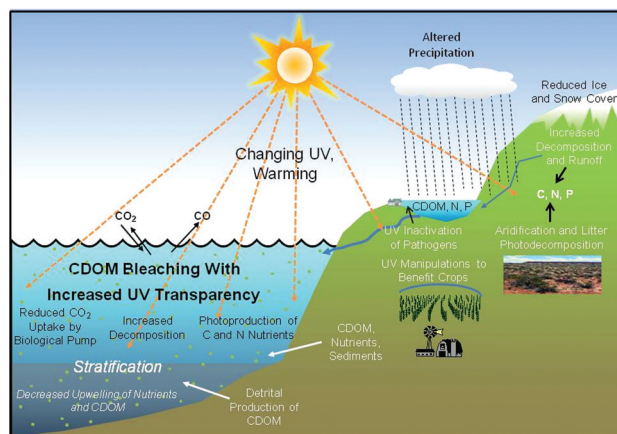 Altered
Precipitation
Reduced Ice
and Snow Cover
Increased
Decomposition
and Runoff
C, N, P
Changing UV,
Warming
CDOM, N, P
CO2
CO
UV Inactivation
of Pathogens
Aridification and Litter
Photodecomposition
CDOM Bleaching With
Increased UV Transparency
UV Manipulations to
Benefit Crops
Reduced CO2
Uptake by
Biological Pump
Increased
Decomposition
Photoproduction of
C and N Nutrients
CDOM,
Nutrients,
Sediments
Stratification
Decreased Upwelling of Nutrients
and CDOM
Detrital
Production of
CDOM